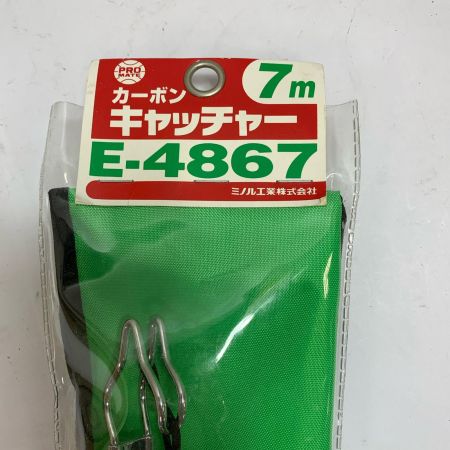 PRO
MATE
7m
カーボン
キャッチャー
E-4867
ミノル工業株式会社